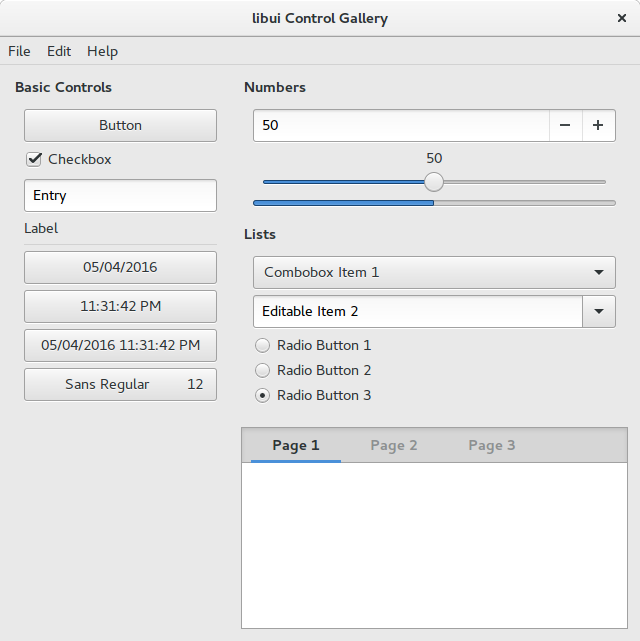 libui Control Gallery
File Edit Help
Basic Controls
Button
Checkbox
Entry
Label
05/04/2016
11:31:42 PM
05/04/2016 11:31:42 PM
Sans Regular 12
Numbers
50
50
Lists
Combobox Item 1
Editable Item 2
Radio Button 1
Radio Button 2
Radio Button 3
Page 1 Page 2 Page 3